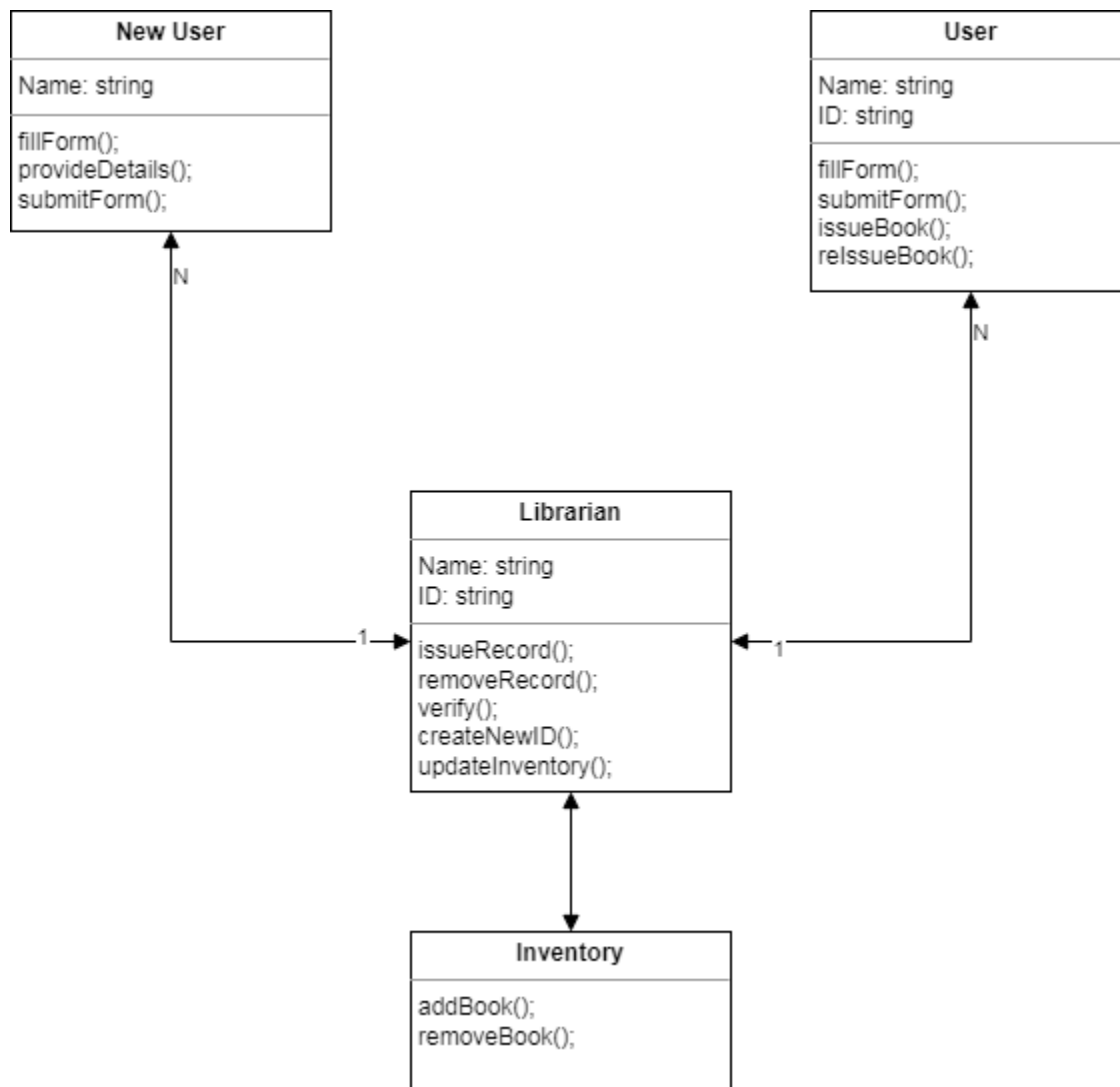 New User
Name: string
fillForm();
provideDetails();
submitForm();
N
User
Name: string
ID: string
fillForm();
submitForm();
issueBook();
reIssueBook();
N
Librarian
Name: string
ID: string
issueRecord();
removeRecord();
verify();
createNewID();
updateInventory();
1
1
Inventory
addBook();
removeBook();